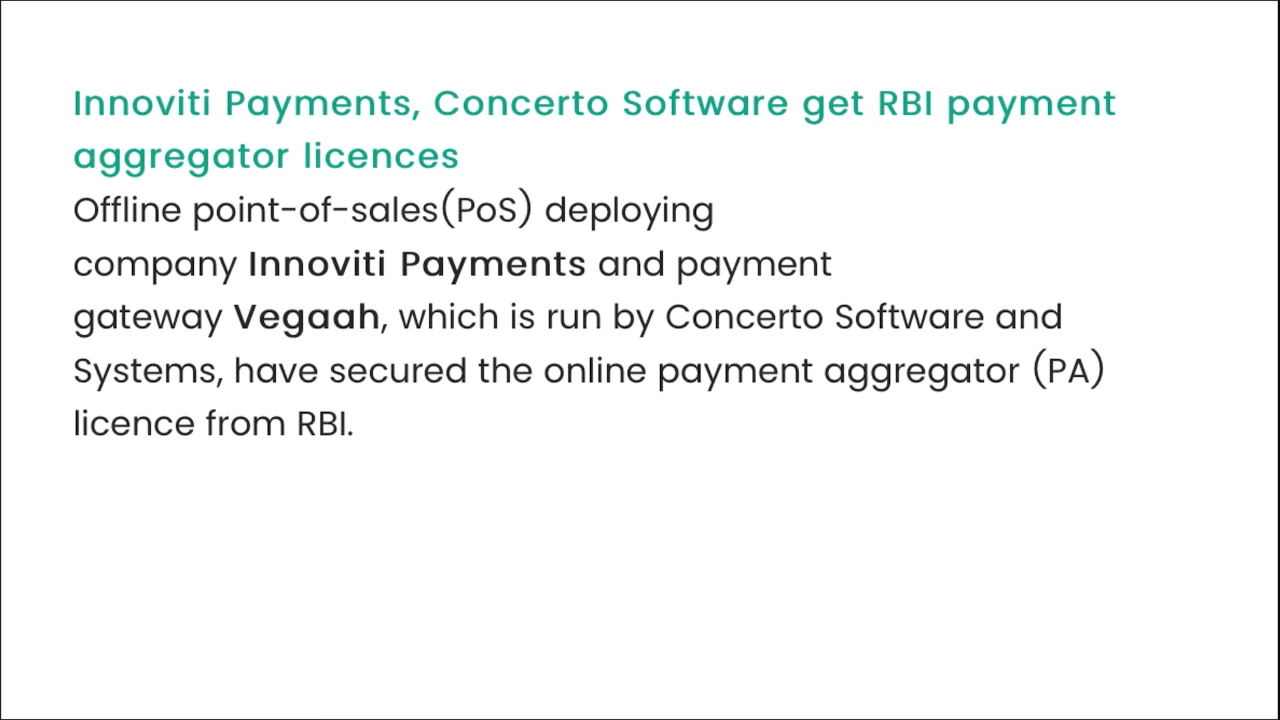 Innoviti Payments, Concerto Software get RBI payment
aggregator licences
Offline point-of-sales(PoS) deploying
company Innoviti Payments and payment
gateway Vegaah, which is run by Concerto Software and
Systems, have secured the online payment aggregator (PA)
licence from RBI.